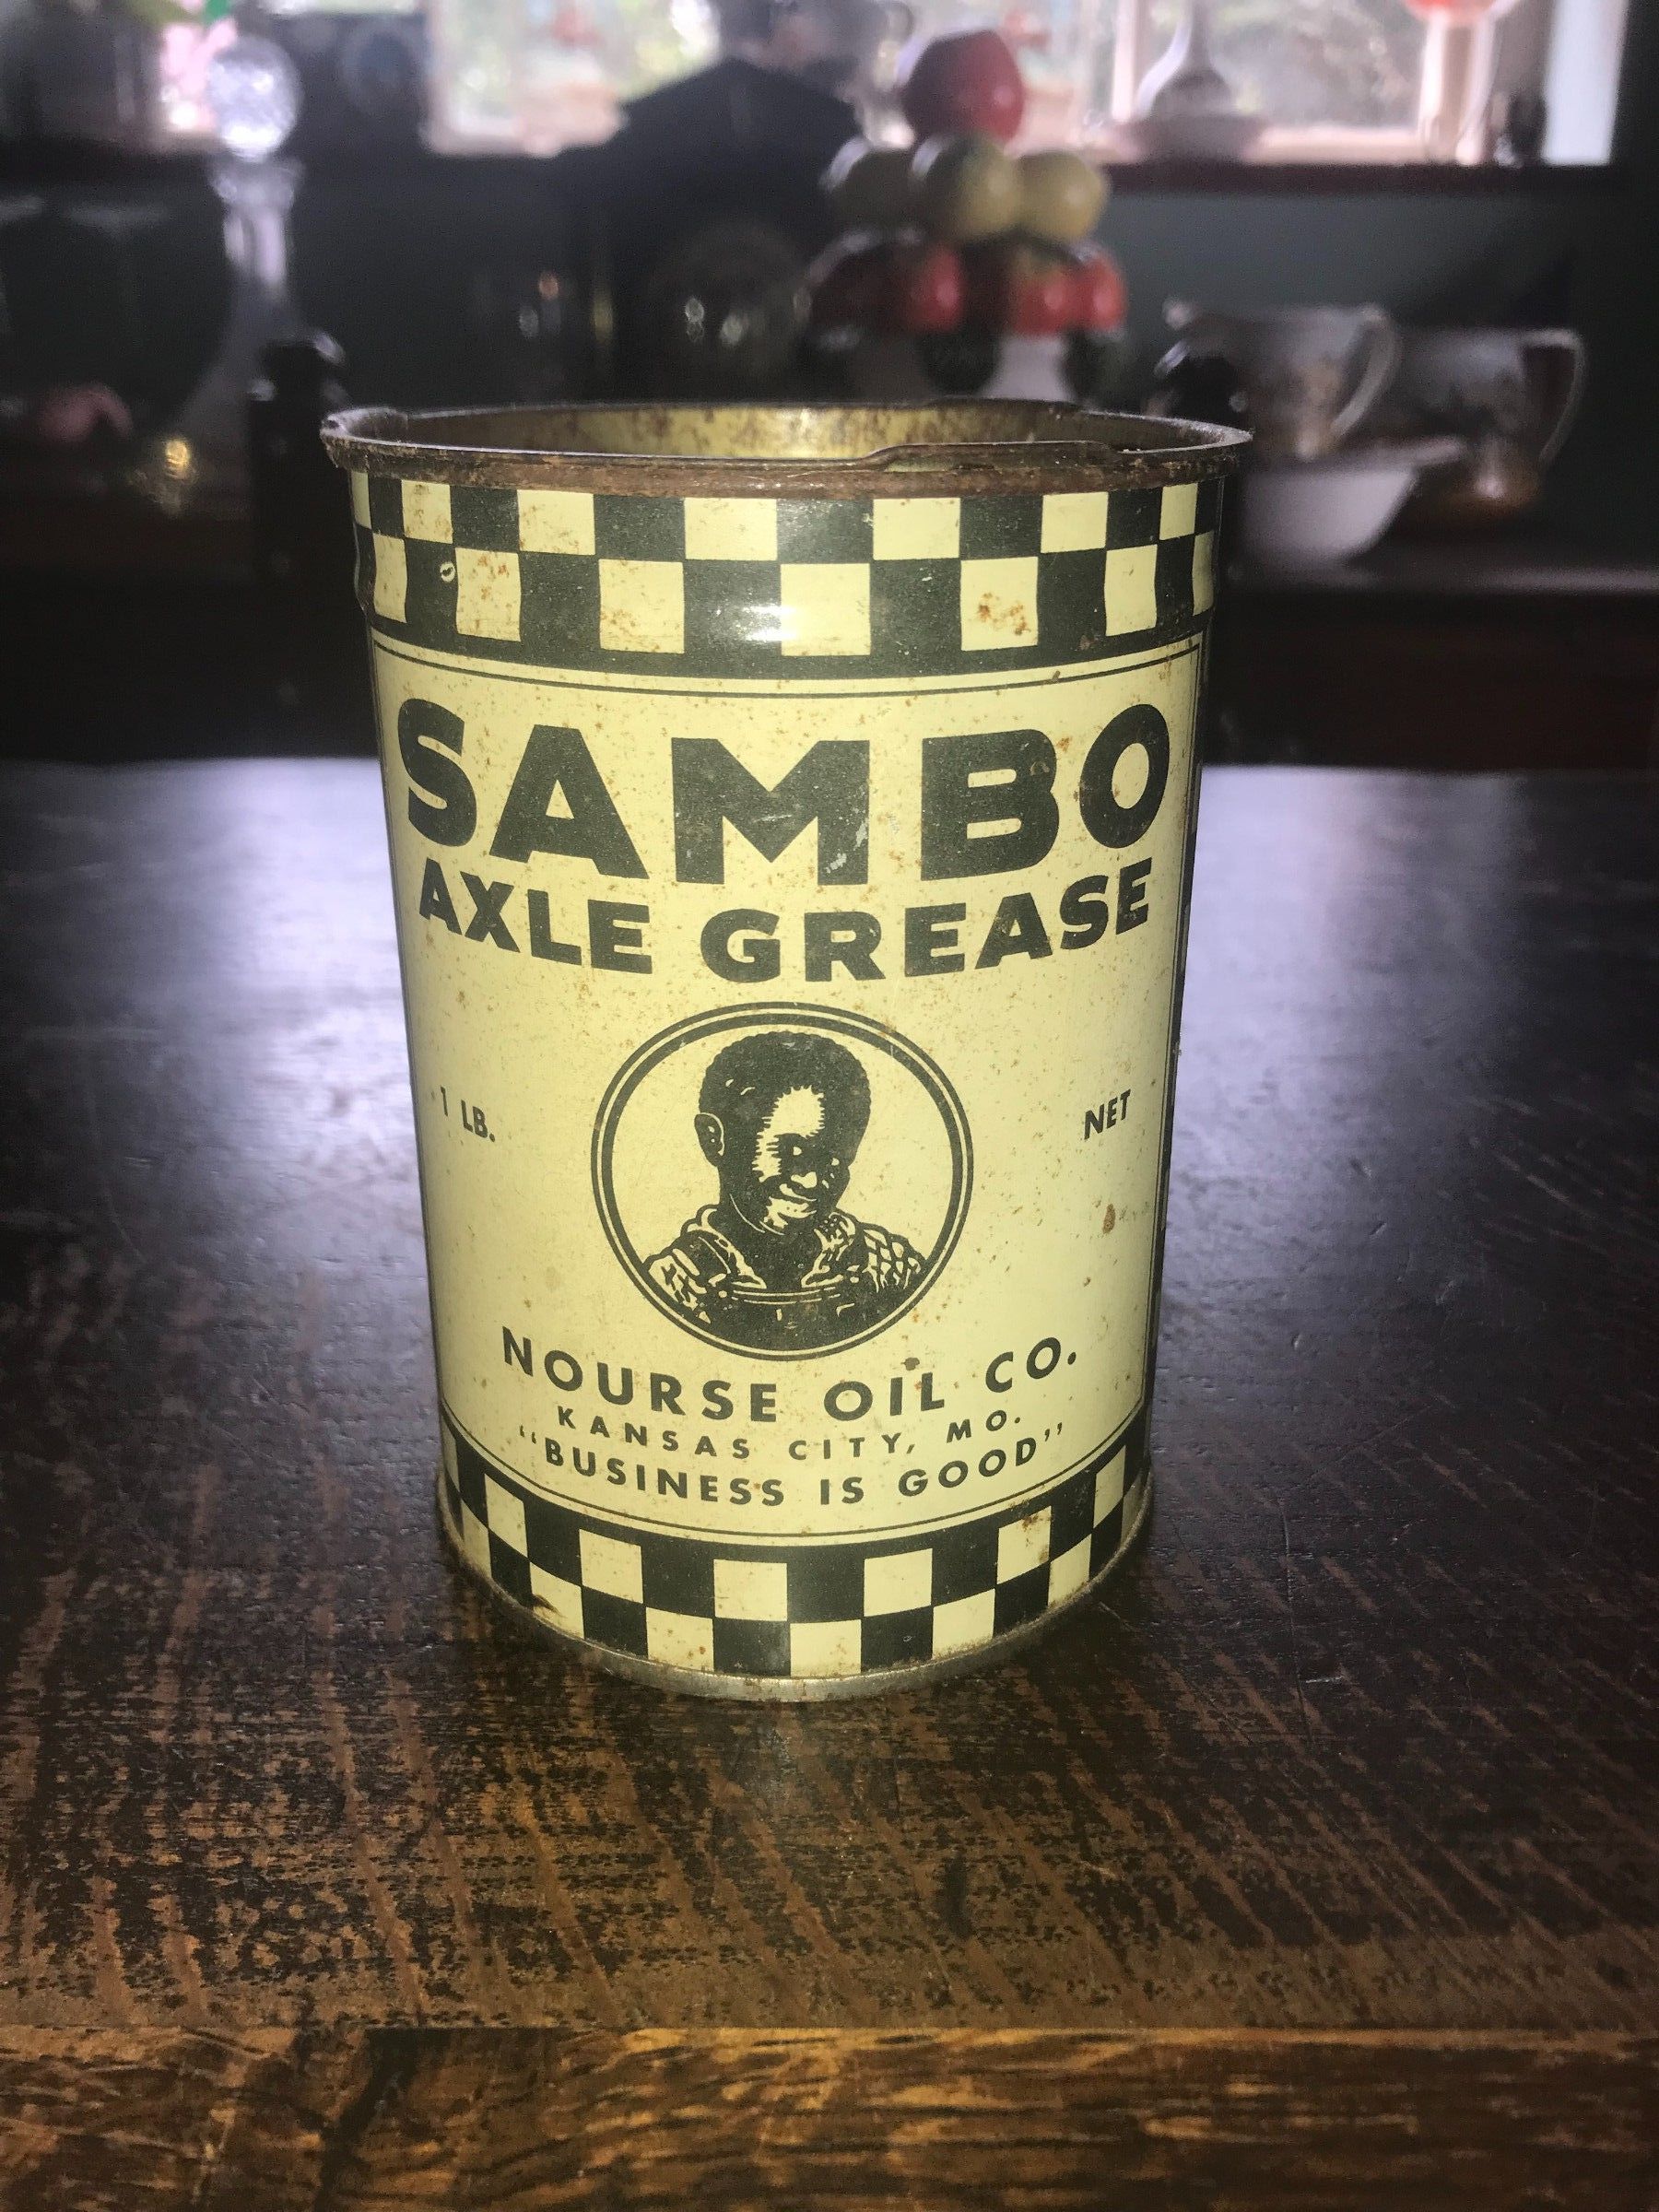 SAMBO
AXLE GREASE
1 LB. NET
NOURSE OIL CO.
KANSAS CITY, MO.
"BUSINESS IS GOOD"